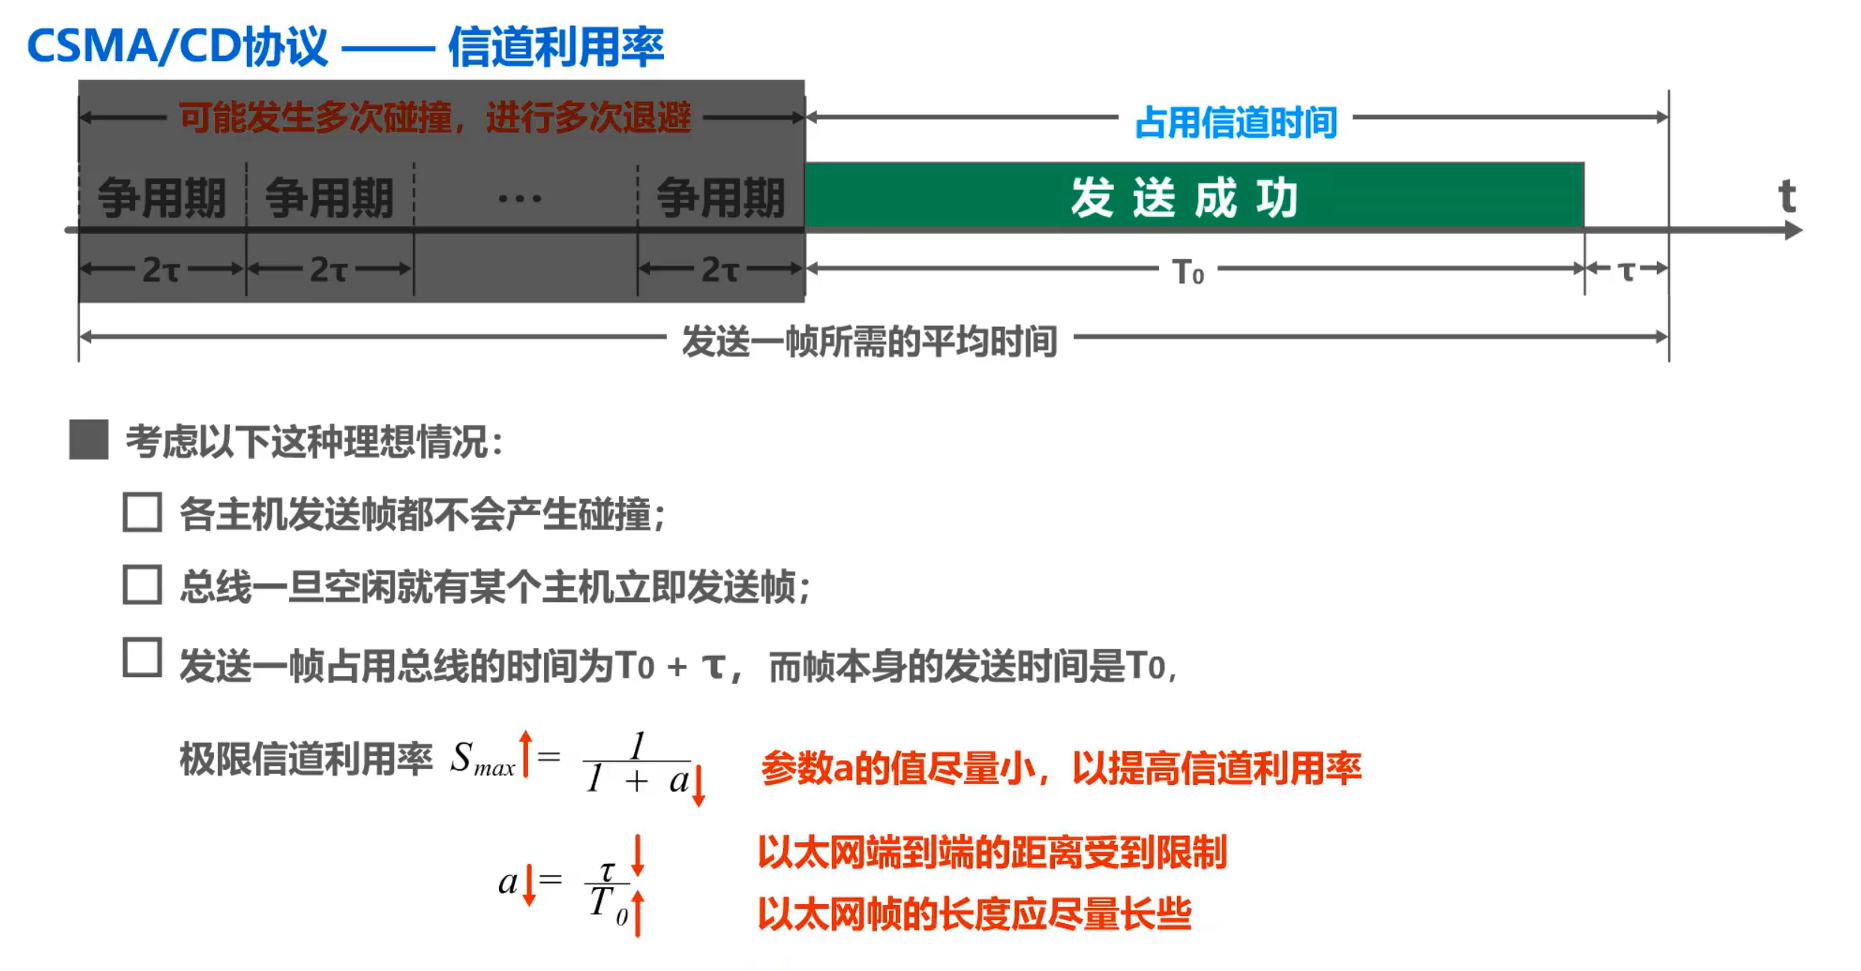 CSMA/CD协议 —— 信道利用率
可能发生多次碰撞，进行多次退避
占用信道时间
争用期 争用期 … 争用期 发送成功 t
2τ 2τ 2τ T₀ τ
发送一帧所需的平均时间
考虑以下这种理想情况：
各主机发送帧都不会产生碰撞；
总线一旦空闲就有某个主机立即发送帧；
发送一帧占用总线的时间为T₀ + τ，而帧本身的发送时间是T₀，
极限信道利用率 Smax = 1 / 1 + a 参数a的值尽量小，以提高信道利用率
以太网端到端的距离受到限制
a = τ / T₀
以太网帧的长度应尽量长些